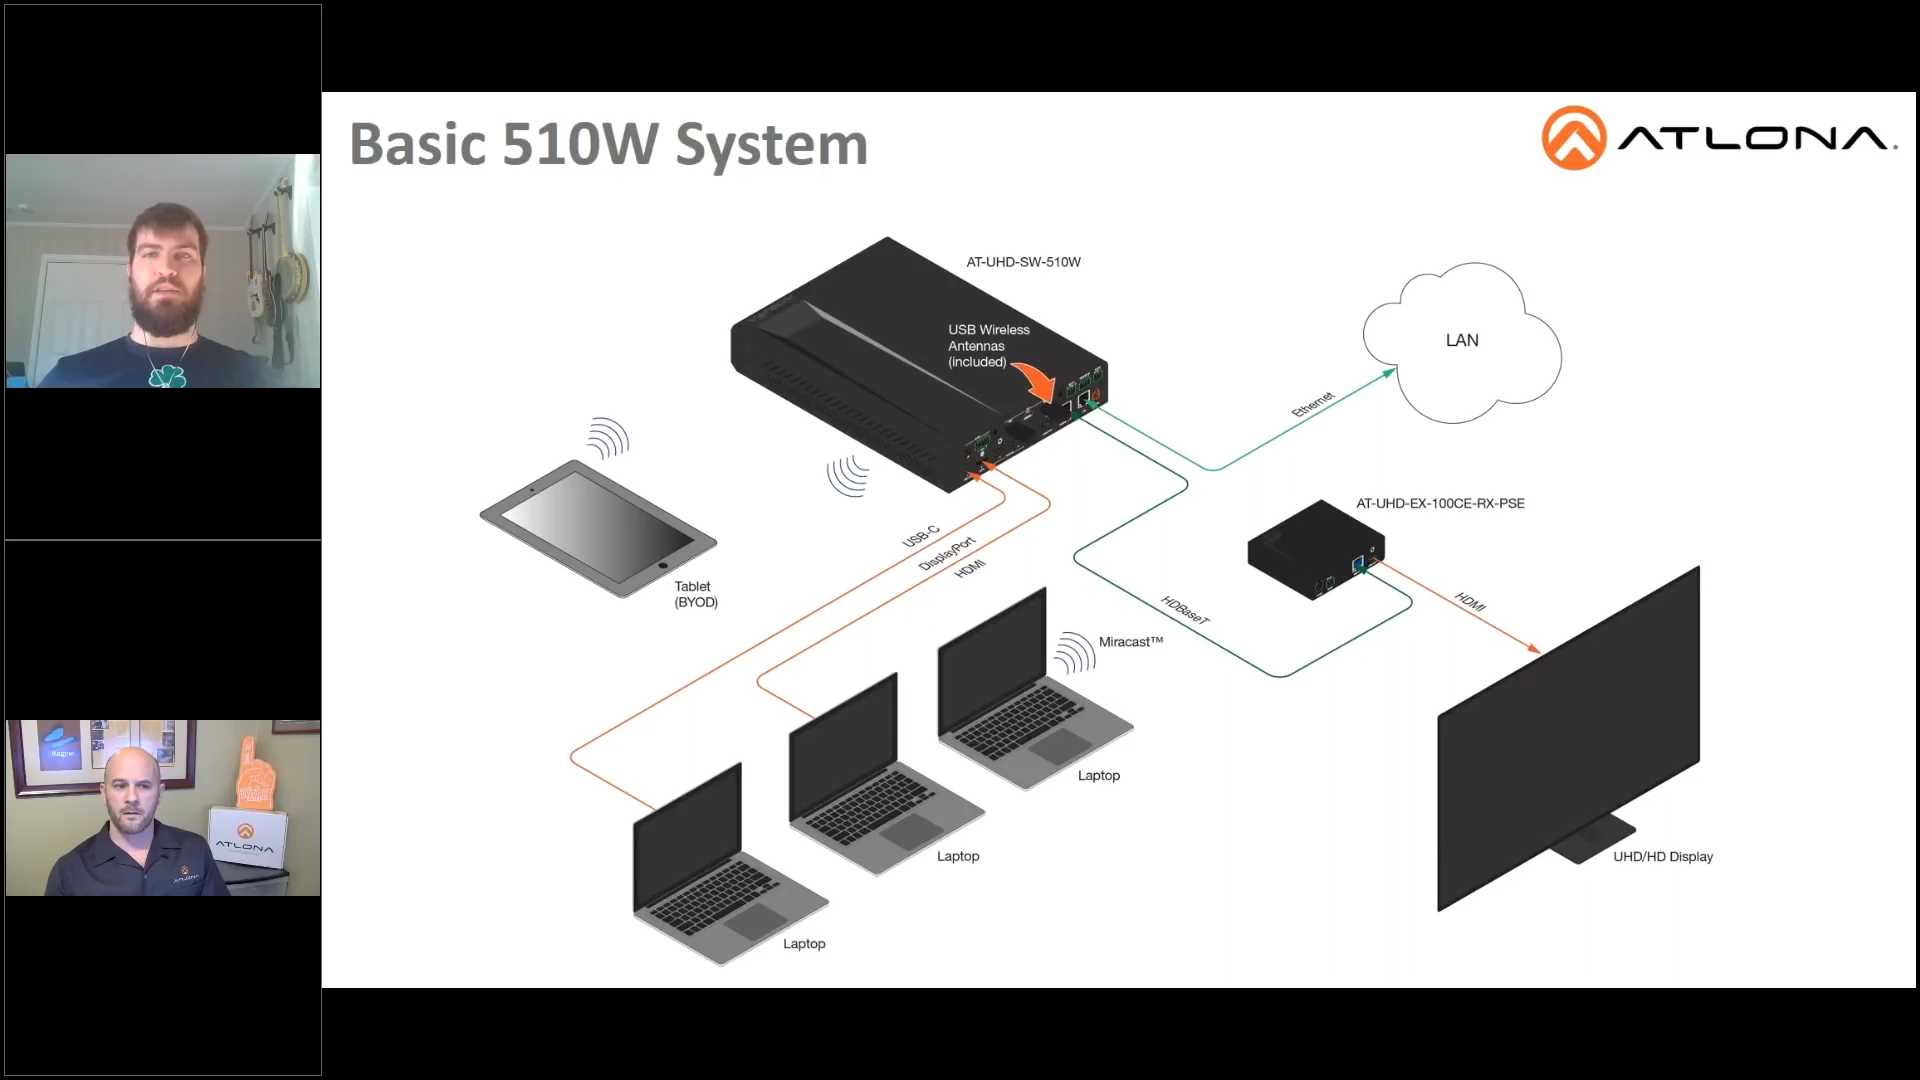 Basic 510W System
ATLONA
AT-UHD-SW-510W
USB Wireless
Antennas
(included)
LAN
Ethernet
AT-UHD-EX-100CE-RX-PSE
USB-C
DisplayPort
HDMI
HDMI
Tablet
(BYOD)
HDBaseT
Miracast™
Laptop
Laptop
UHD/HD Display
Laptop
ATLONA
ATLONA